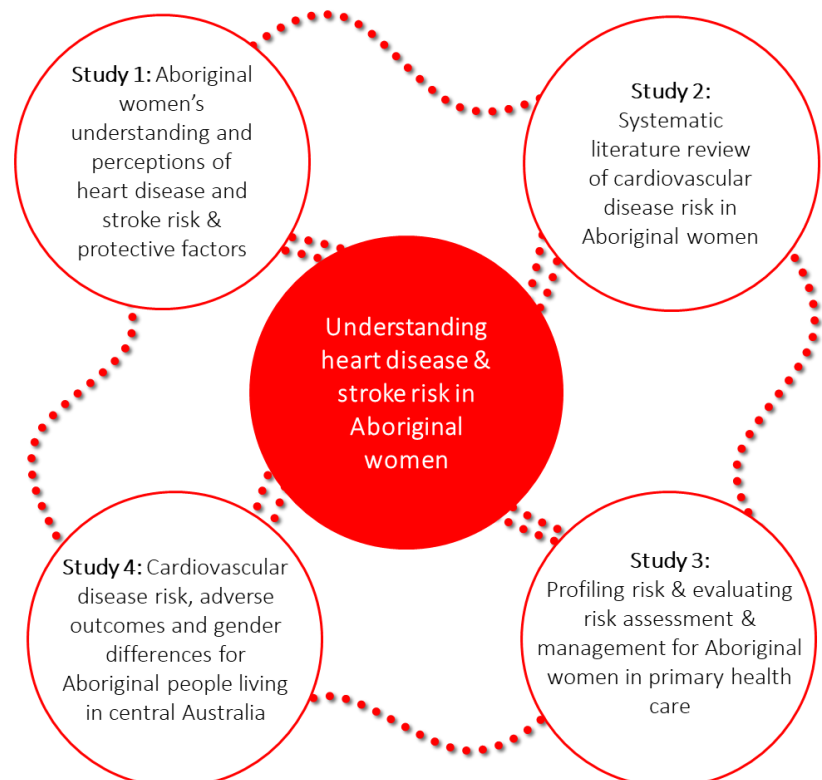 Study 1: Aboriginal
women's
understanding and
perceptions of
heart disease and
stroke risk &
protective factors
Study 2:
Systematic
literature review
of cardiovascular
disease risk in
Aboriginal women
Understanding
heart disease &
stroke risk in
Aboriginal
women
Study 4: Cardiovascular
disease risk, adverse
outcomes and gender
differences for
Aboriginal people living
in central Australia
Study 3:
Profiling risk & evaluating
risk assessment &
management for Aboriginal
women in primary health
care